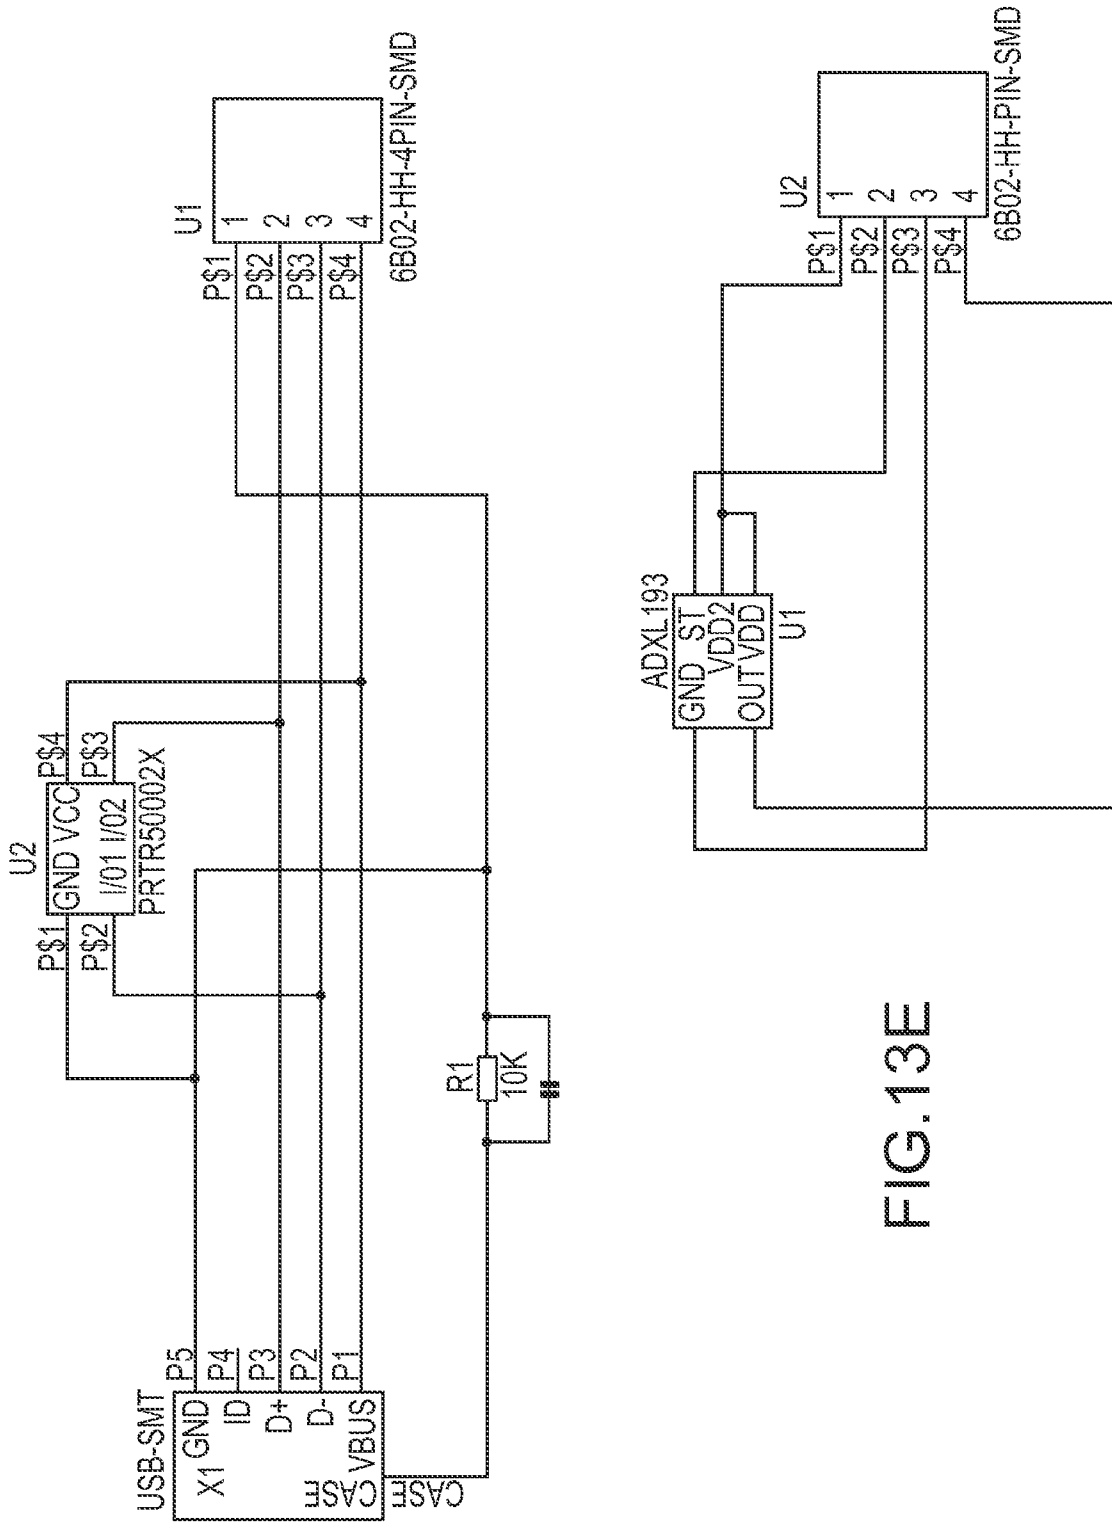 U2
P$1 GND VCC P$4
P$2 I/01 I/02 P$3
PRTR50002X
USB-SMT
X1
GND P5
ID P4
D+ P3
D- P2
VBUS P1
CASE
CASE
U1
P$1 1
P$2 2
P$3 3
P$4 4
6B02-HH-4PIN-SMD
R1
10K
ADXL193
GND ST
VDD2
OUT VDD
U1
U2
P$1 1
P$2 2
P$3 3
P$4 4
6B02-HH-PIN-SMD
FIG.13E